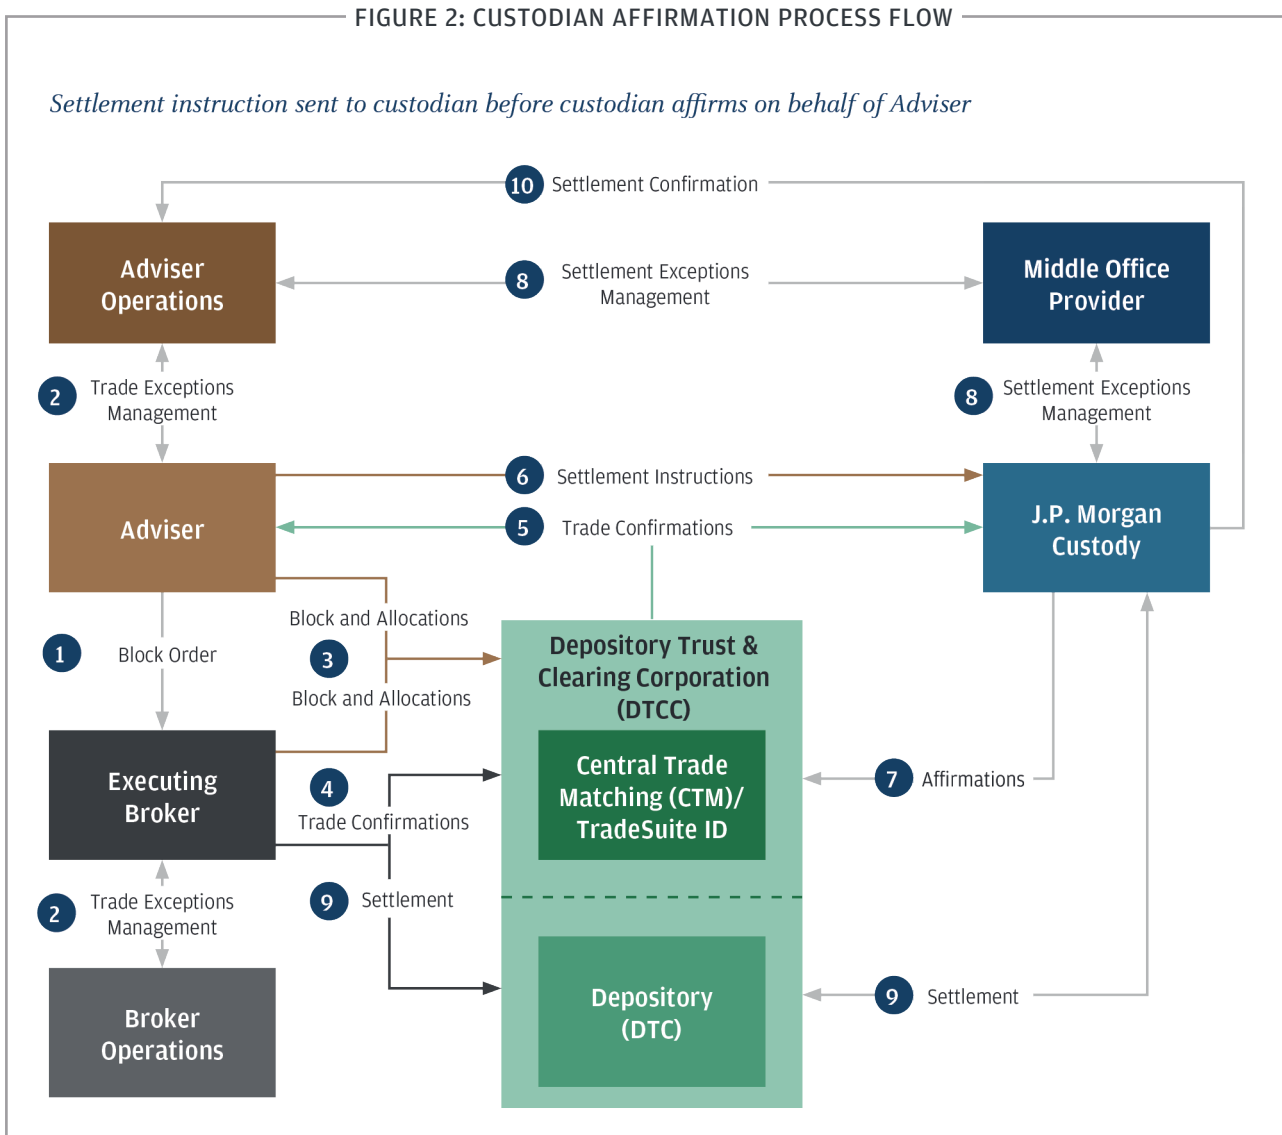 FIGURE 2: CUSTODIAN AFFIRMATION PROCESS FLOW
Settlement instruction sent to custodian before custodian affirms on behalf of Adviser
10 Settlement Confirmation
Adviser
Operations
8 Settlement Exceptions
Management
Middle Office
Provider
2 Trade Exceptions
Management
8 Settlement Exceptions
Management
Adviser
6 Settlement Instructions
5 Trade Confirmations
J.P. Morgan
Custody
1 Block Order
Block and Allocations
3
Block and Allocations
Depository Trust &
Clearing Corporation
(DTCC)
Executing
Broker
4
Trade Confirmations
Central Trade
Matching (CTM)/
TradeSuite ID
7 Affirmations
9 Settlement
2 Trade Exceptions
Management
Broker
Operations
Depository
(DTC)
9 Settlement